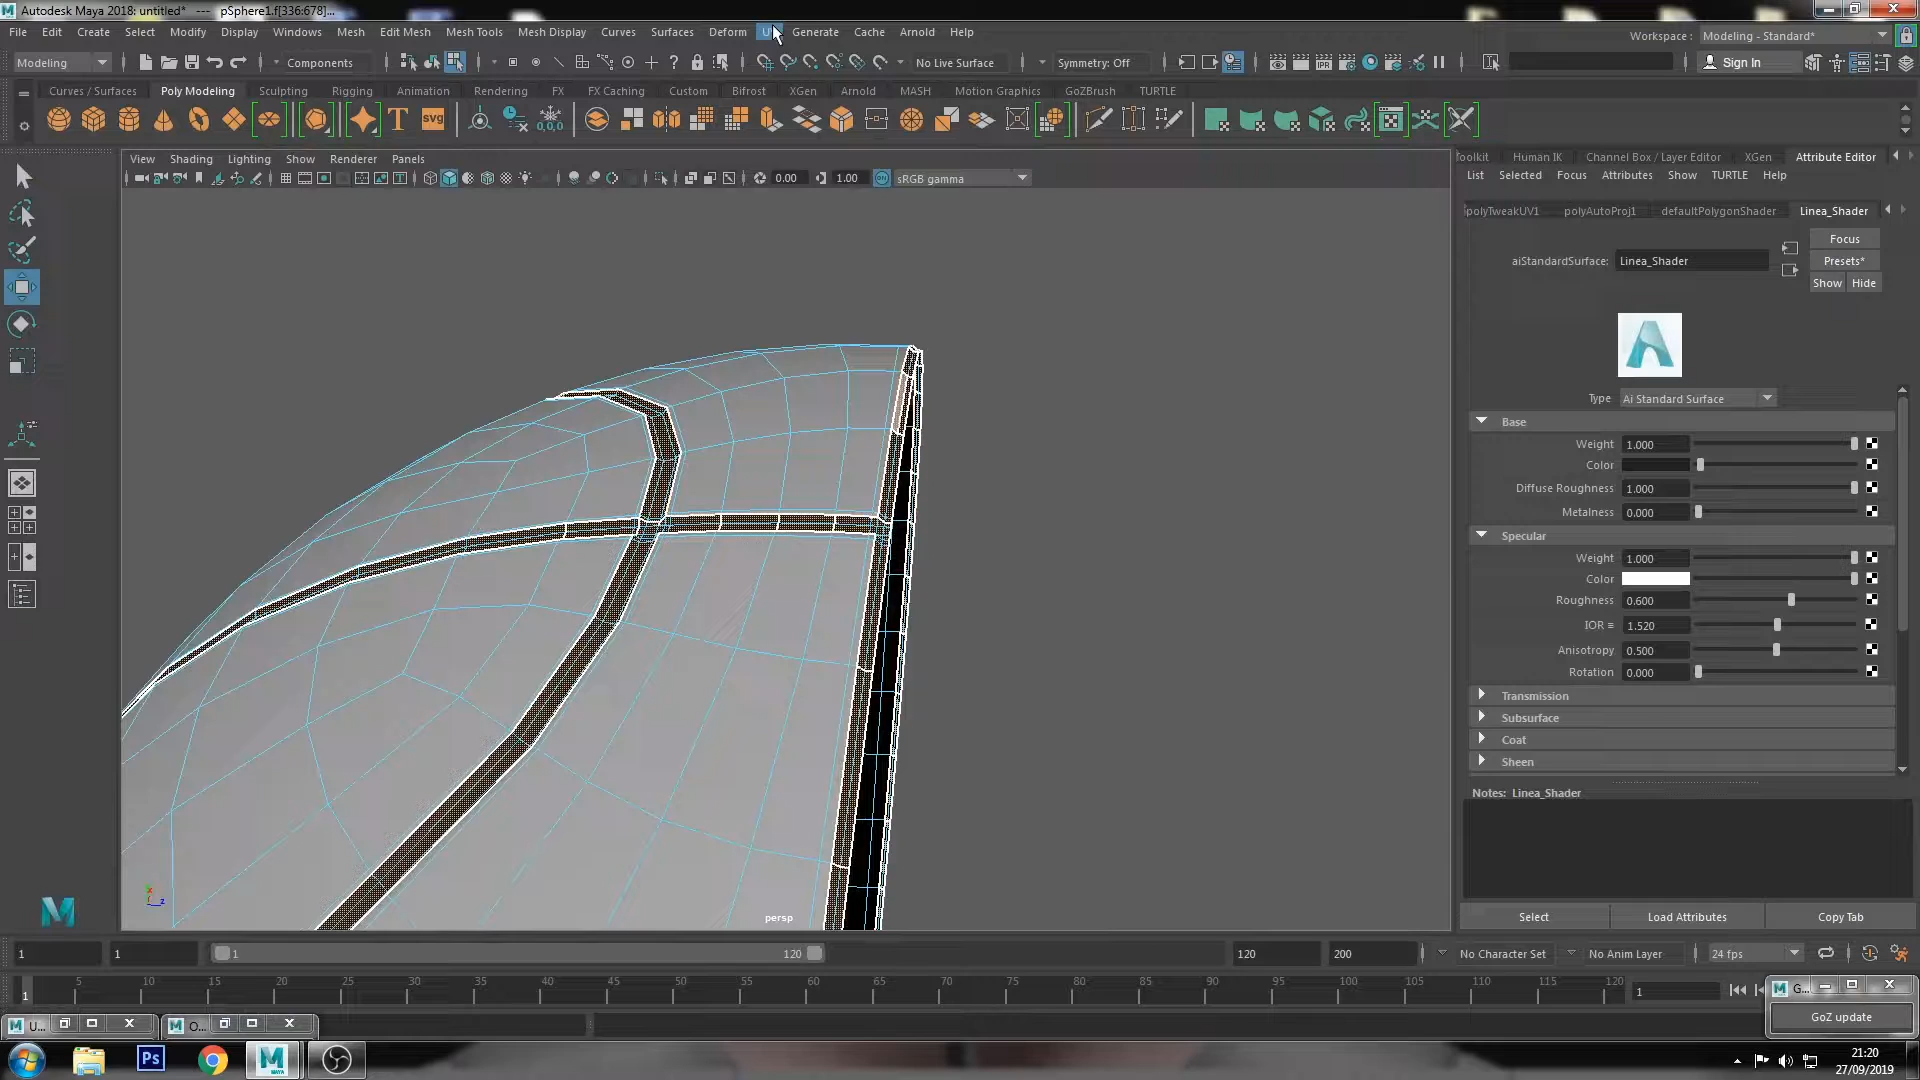 Autodesk Maya 2018: untitled* --- pSphere1.f[336:678]...
File Edit Create Select Modify Display Windows Mesh Edit Mesh Mesh Tools Mesh Display Curves Surfaces Deform Generate Cache Arnold Help
Workspace : Modeling - Standard*
Modeling Components No Live Surface Symmetry: Off Sign In
Curves / Surfaces Poly Modeling Sculpting Rigging Animation Rendering FX FX Caching Custom Bifrost XGen Arnold MASH Motion Graphics GoZBrush TURTLE
T SVG 0,0,0
View Shading Lighting Show Renderer Panels
0.00 1.00 ON sRGB gamma
Toolkit Human IK Channel Box / Layer Editor XGen Attribute Editor
List Selected Focus Attributes Show TURTLE Help
polyTweakUV1 polyAutoProj1 defaultPolygonShader Linea_Shader
Focus
aiStandardSurface: Linea_Shader
Presets*
Show Hide
Type Ai Standard Surface
Base
Weight 1.000
Color
Diffuse Roughness 1.000
Metalness 0.000
Specular
Weight 1.000
Color
Roughness 0.600
IOR 1.520
Anisotropy 0.500
Rotation 0.000
Transmission
Subsurface
Coat
Sheen
Notes: Linea_Shader
persp
Select Load Attributes Copy Tab
1 1 1 120 120 200 No Character Set No Anim Layer 24 fps
1 5 10 15 20 25 30 35 40 45 50 55 60 65 70 75 80 85 90 95 100 105 110 115 120 1
G...
GoZ update
U... O...
Ps MAYA
21:20
27/09/2019